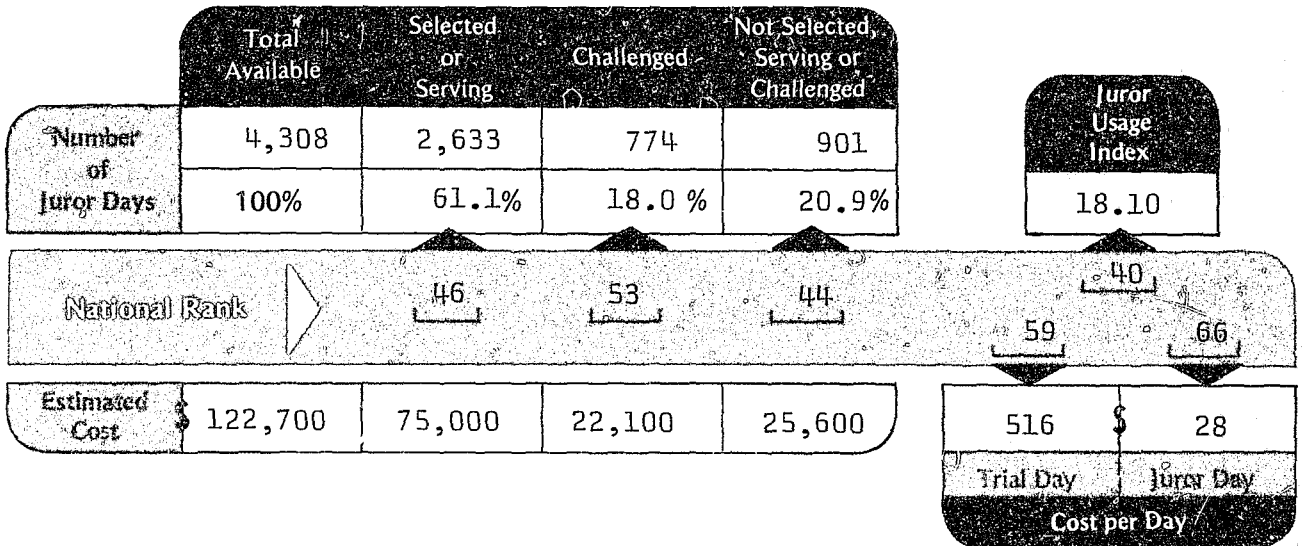 Total
Available
Selected
or
Serving
Challenged
Not Selected,
Serving or
Challenged
Number
of
Juror Days
4,308
2,633
774
901
100%
61.1%
18.0 %
20.9%
Juror
Usage
Index
18.10
National Rank
46
53
44
40
59
66
Estimated
Cost
$ 122,700
75,000
22,100
25,600
516
$ 28
Trial Day
Juror Day
Cost per Day